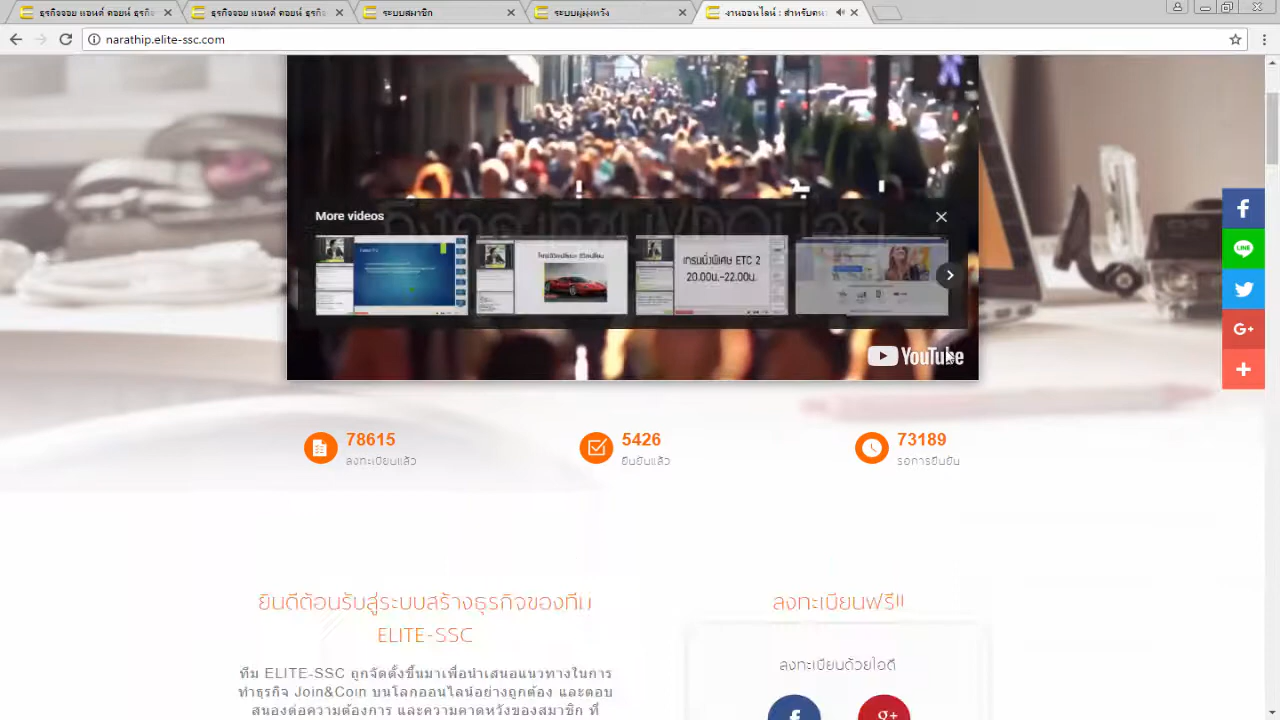 ธุรกิจจอย แอนด์ คอยน์ ธุรกิ
ธุรกิจจอย แอนด์ คอยน์ ธุรกิ
ระบบสมาชิก
ระบบผู้มุ่งหวัง
งานออนไลน์ : สำหรับคน
narathip.elite-ssc.com
More videos
เทรนนิ่งพิเศษ ETC 2
20.00น.-22.00น.
YouTube
LINE
G+
78615
ลงทะเบียนแล้ว
5426
ยืนยันแล้ว
73189
รอการยืนยัน
ยินดีต้อนรับสู่ระบบสร้างธุรกิจของทีม
ELITE-SSC
ทีม ELITE-SSC ถูกจัดตั้งขึ้นมาเพื่อนำเสนอแนวทางในการ
ทำธุรกิจ Join&Coin บนโลกออนไลน์อย่างถูกต้อง และตอบ
สนองต่อความต้องการ และความคาดหวังของสมาชิก ที่
ลงทะเบียนฟรี!!
ลงทะเบียนด้วยไอดี